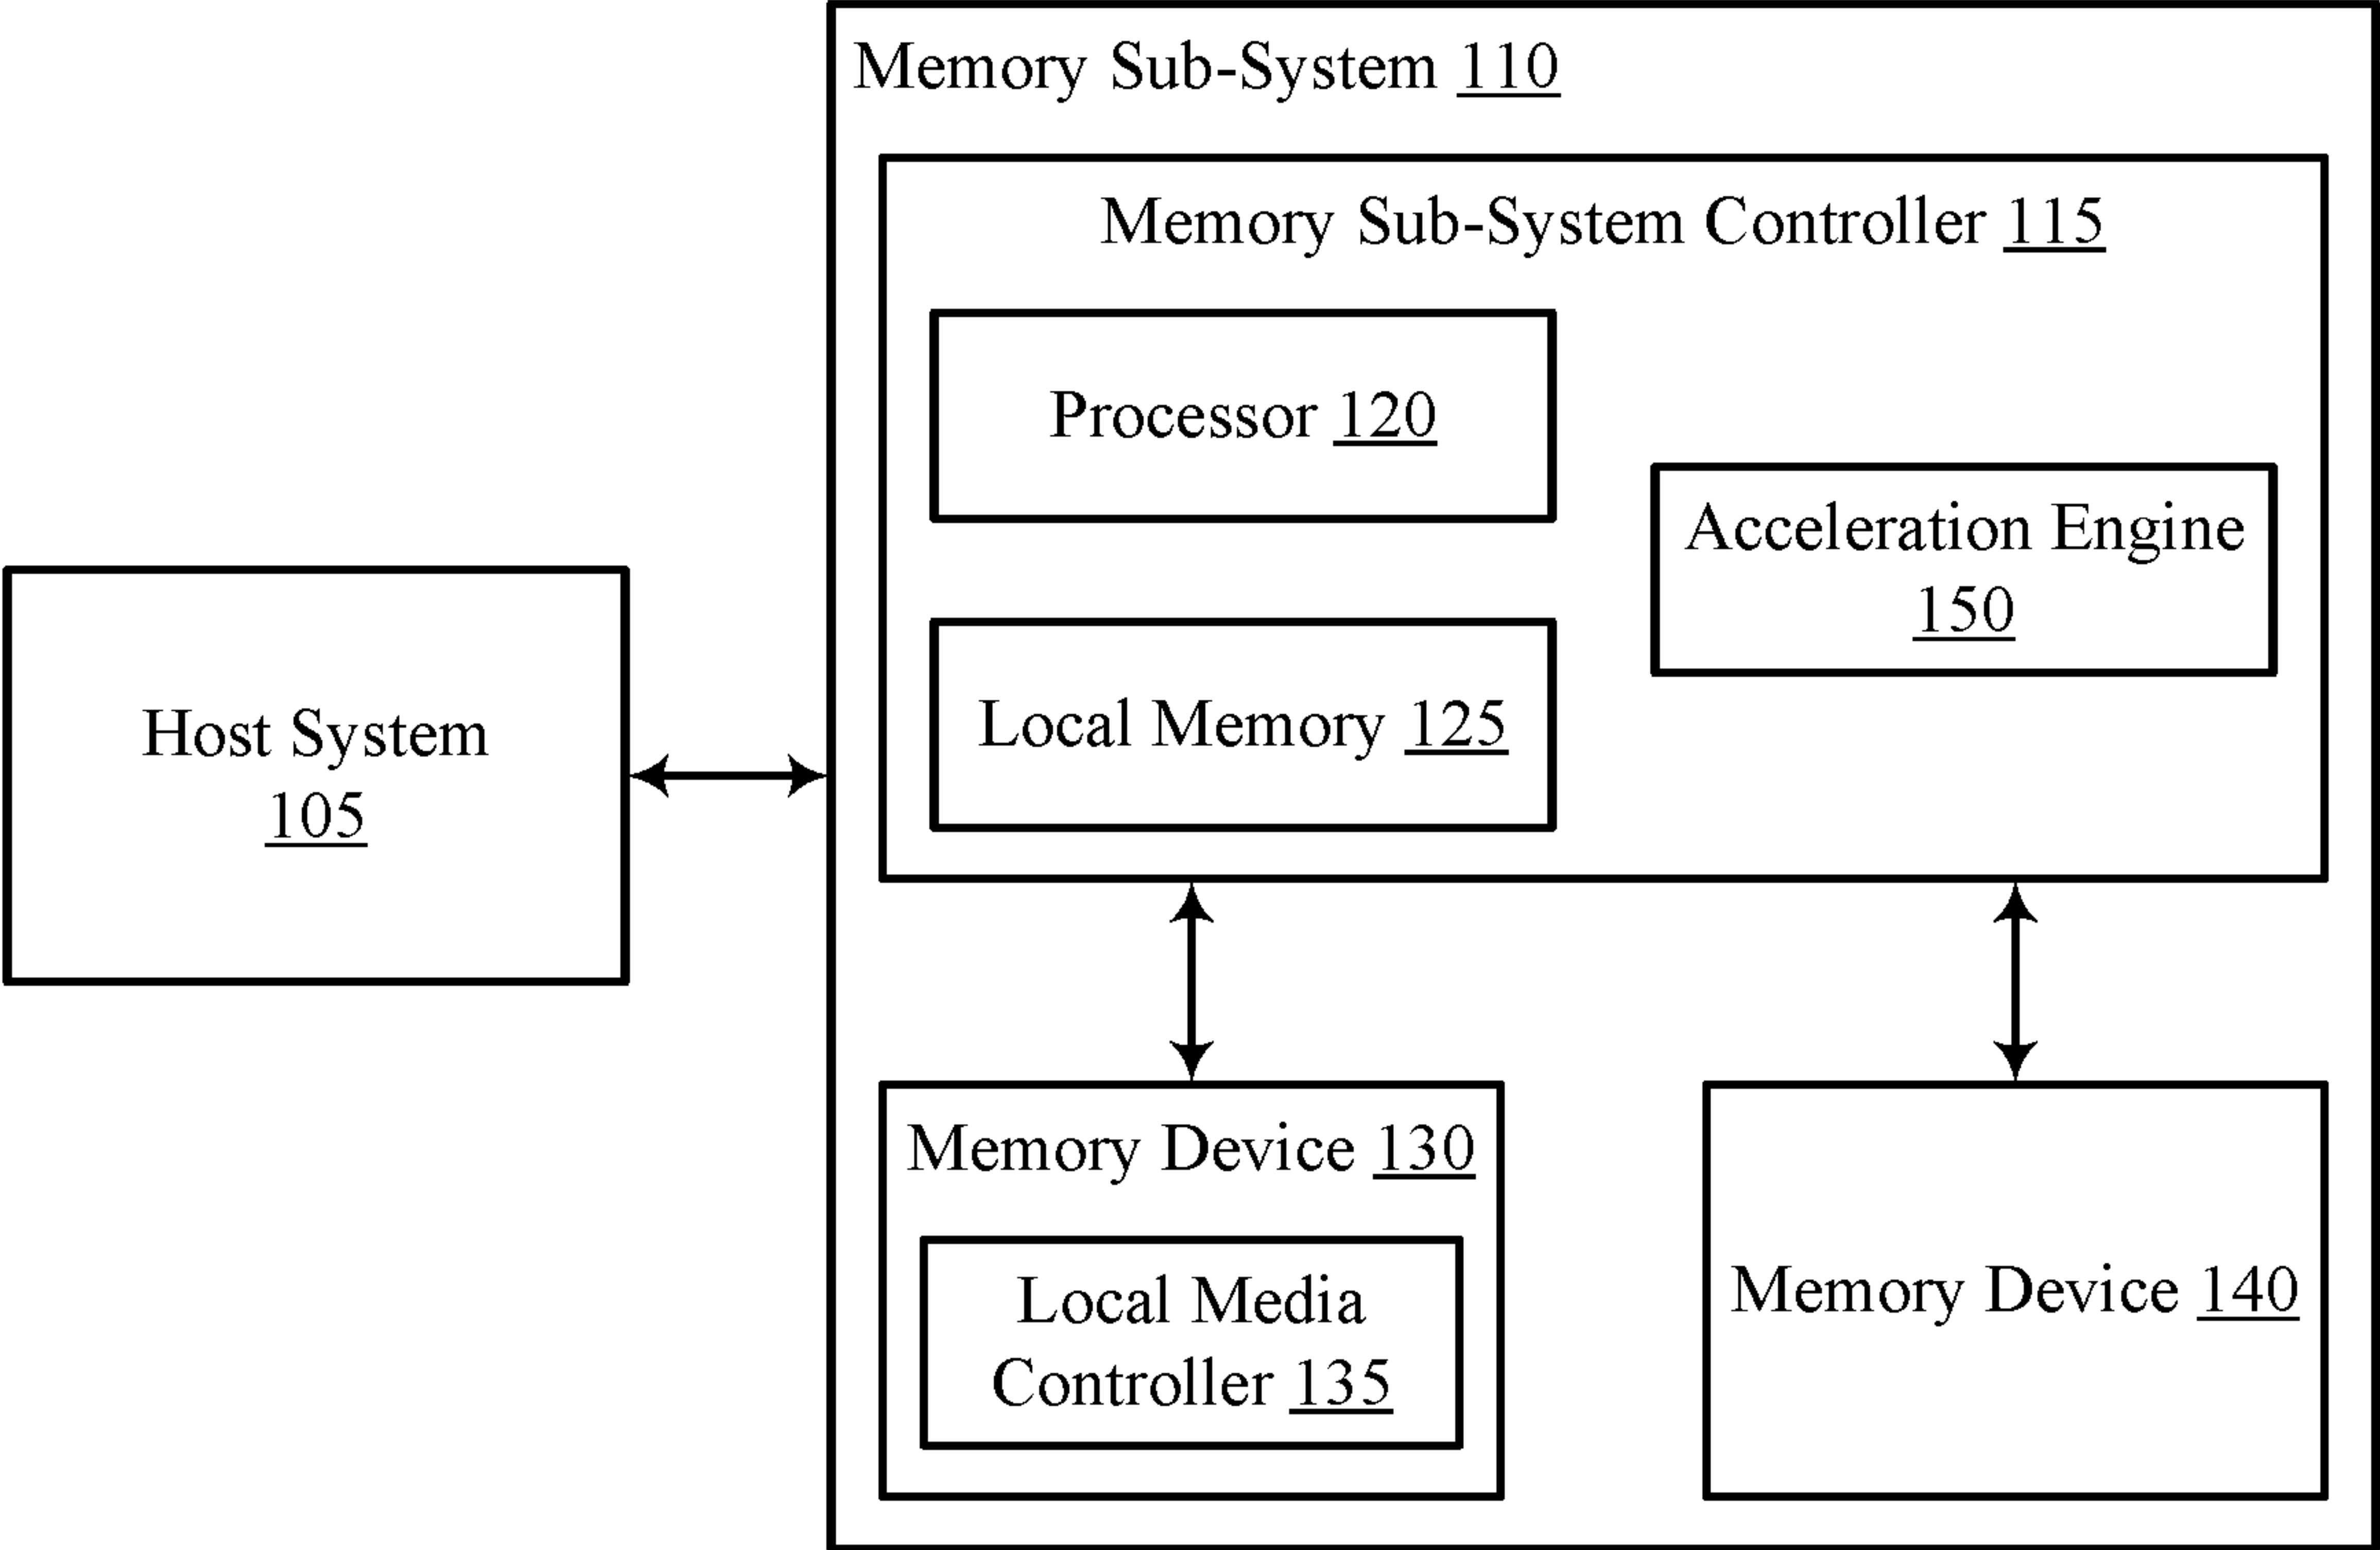 Memory Sub-System 110
Memory Sub-System Controller 115
Processor 120
Acceleration Engine
150
Local Memory 125
Host System
105
Memory Device 130
Local Media
Controller 135
Memory Device 140